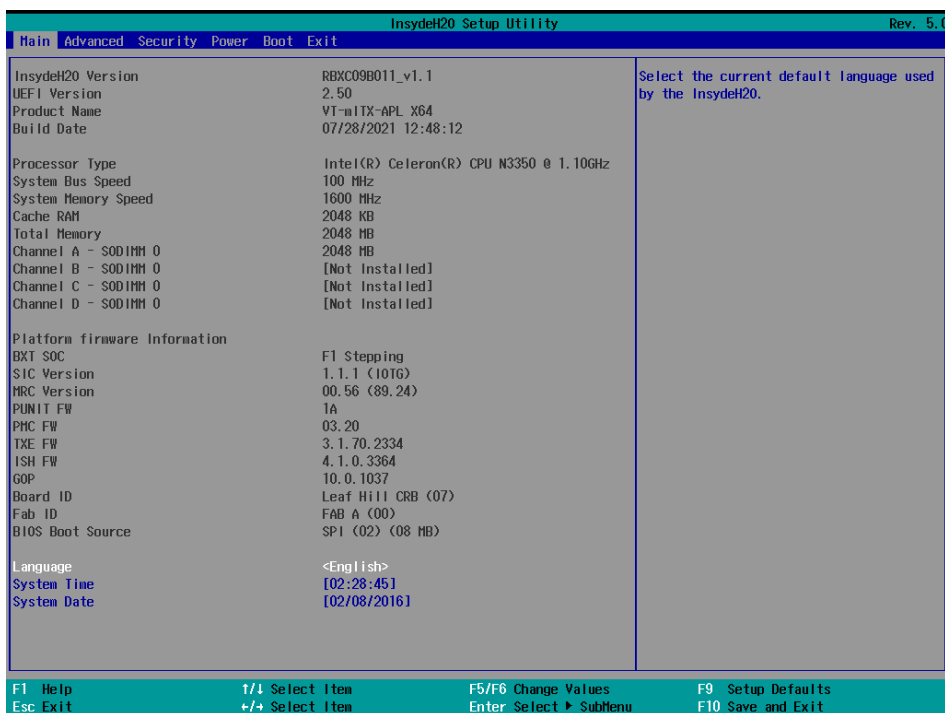 InsydeH20 Setup Utility Rev. 5.0
Main Advanced Security Power Boot Exit
InsydeH20 Version RBXC09B011_v1.1
UEFI Version 2.50
Product Name VT-mITX-APL X64
Build Date 07/28/2021 12:48:12
Processor Type Intel(R) Celeron(R) CPU N3350 @ 1.10GHz
System Bus Speed 100 MHz
System Memory Speed 1600 MHz
Cache RAM 2048 KB
Total Memory 2048 MB
Channel A - SODIMM 0 2048 MB
Channel B - SODIMM 0 [Not Installed]
Channel C - SODIMM 0 [Not Installed]
Channel D - SODIMM 0 [Not Installed]
Platform firmware Information
BXT SOC F1 Stepping
SIC Version 1.1.1 (IOTG)
MRC Version 00.56 (89.24)
PUNIT FW 1A
PMC FW 03.20
TXE FW 3.1.70.2334
ISH FW 4.1.0.3364
GOP 10.0.1037
Board ID Leaf Hill CRB (07)
Fab ID FAB A (00)
BIOS Boot Source SPI (02) (08 MB)
Language <English>
System Time [02:28:45]
System Date [02/08/2016]
Select the current default language used
by the InsydeH20.
F1 Help ↑/↓ Select Item F5/F6 Change Values F9 Setup Defaults
Esc Exit ←/→ Select Item Enter Select ▶ SubMenu F10 Save and Exit